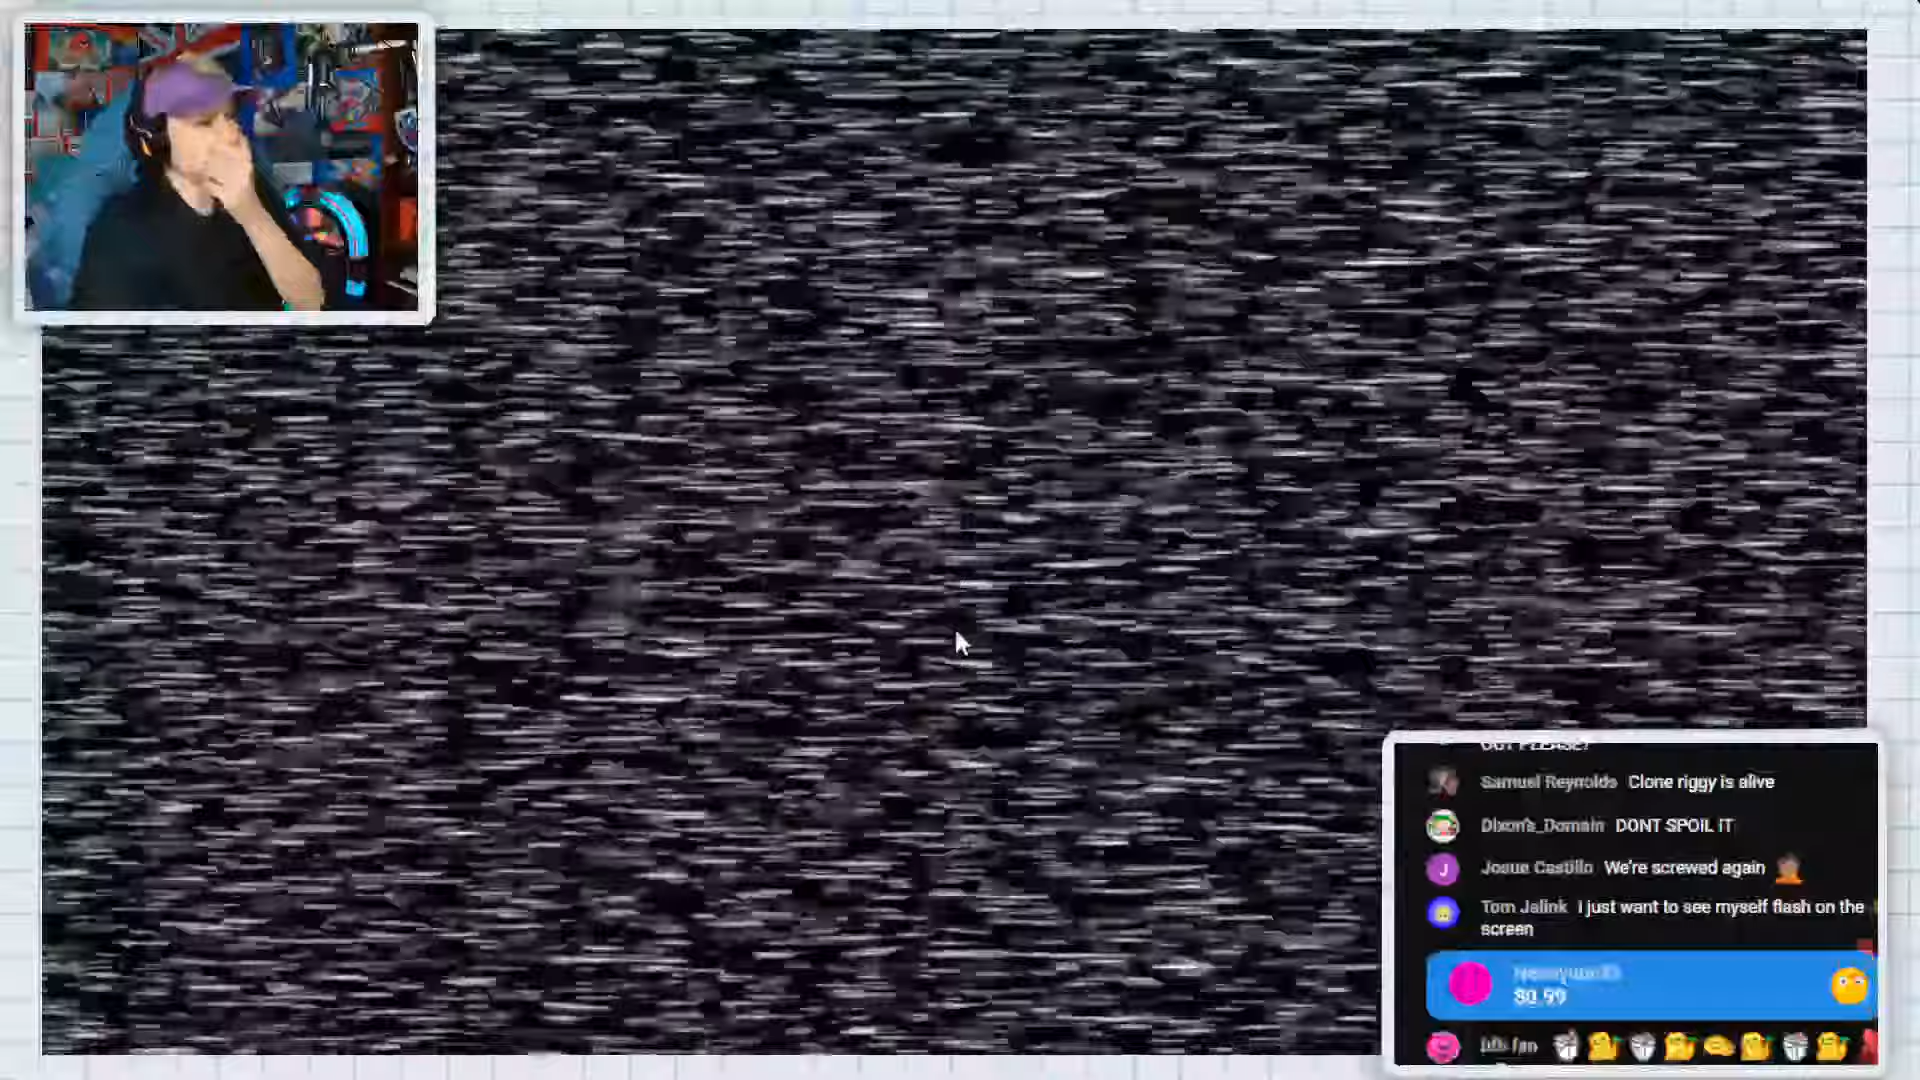 Samuel Reynolds Clone riggy is alive
Dixon's_Domain DONT SPOIL IT
J Josue Castillo We're screwed again
Tom Jalink I just want to see myself flash on the
screen
$0.99
fan